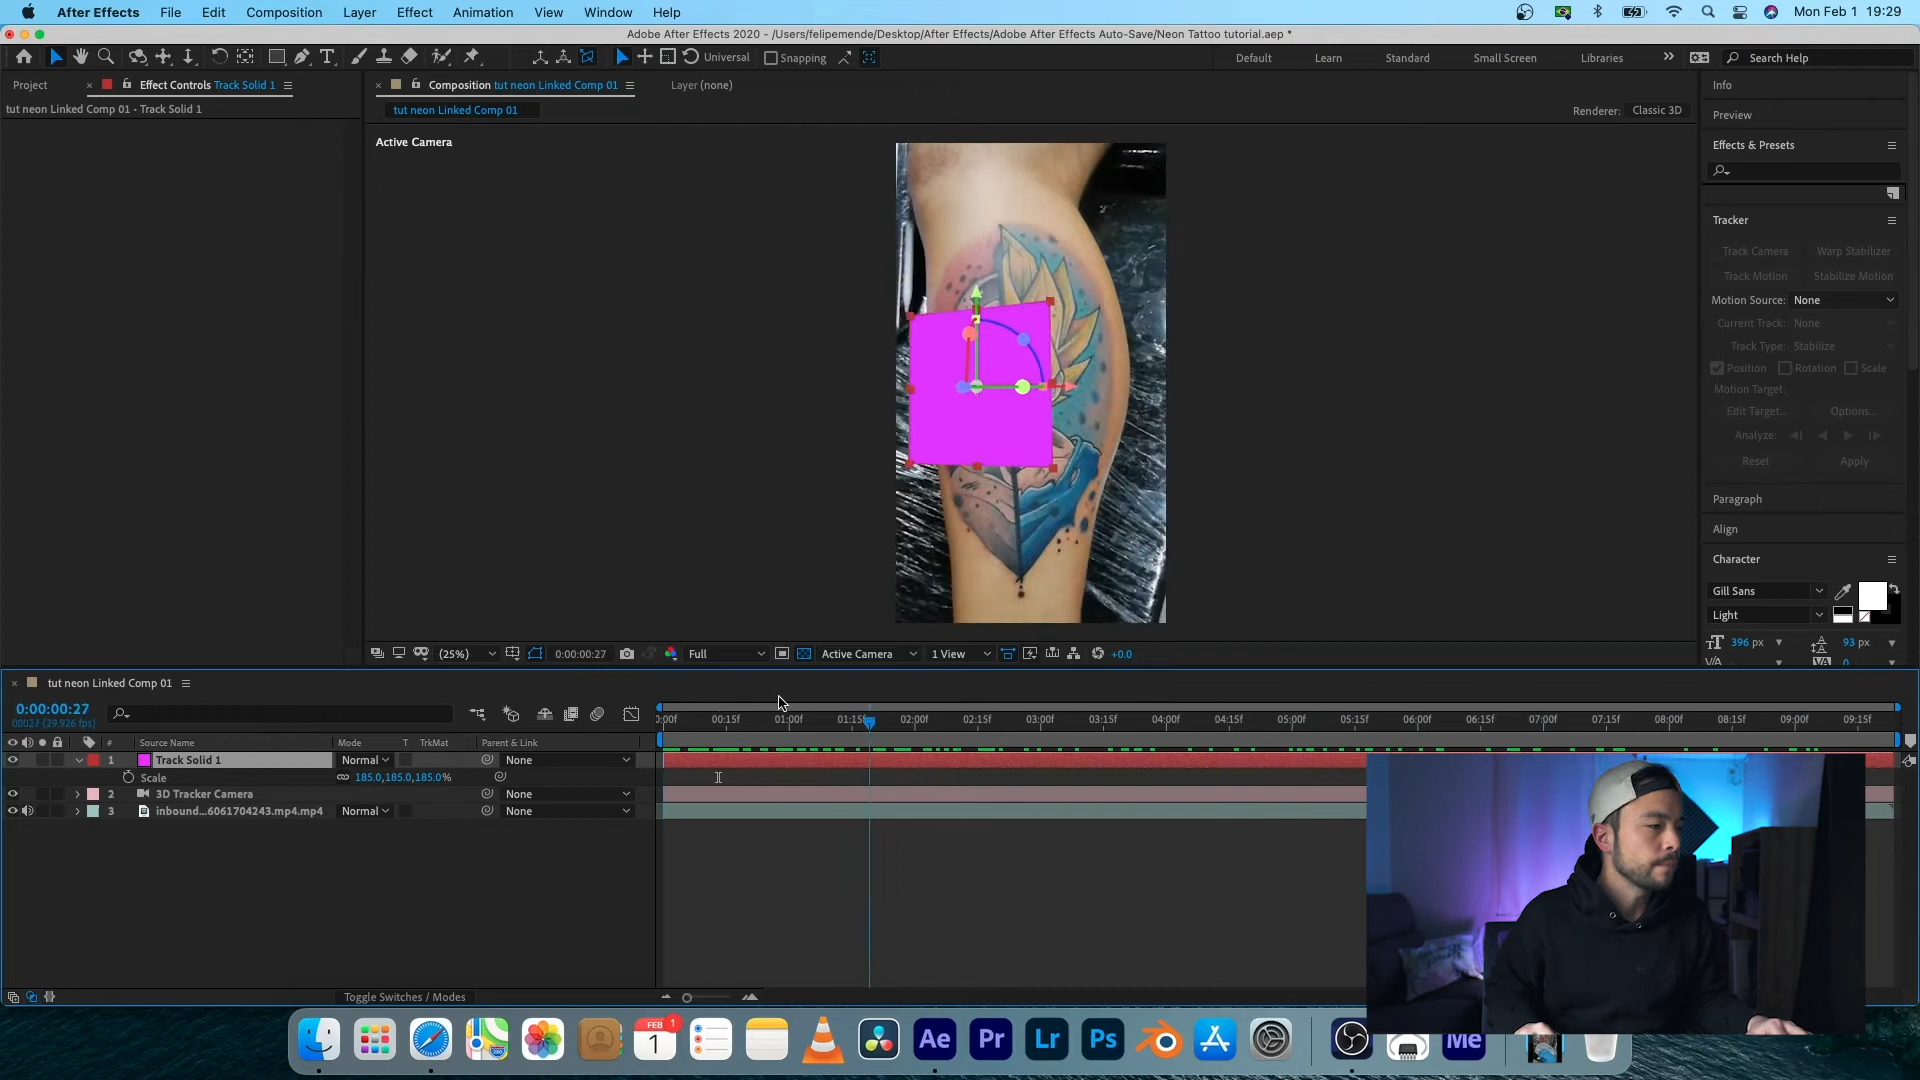 After Effects File Edit Composition Layer Effect Animation View Window Help Mon Feb 1 19:29
Adobe After Effects 2020 - /Users/felipemende/Desktop/After Effects/Adobe After Effects Auto-Save/Neon Tattoo tutorial.aep *
Universal Snapping Default Learn Standard Small Screen Libraries Search Help
Project Effect Controls Track Solid 1 Composition tut neon Linked Comp 01 Layer (none) Info
tut neon Linked Comp 01 • Track Solid 1 tut neon Linked Comp 01 Renderer: Classic 3D
Preview
Active Camera
Effects & Presets
Tracker
Track Camera Warp Stabilizer
Track Motion Stabilize Motion
Motion Source: None
Current Track: None
Track Type: Stabilize
Position Rotation Scale
Motion Target:
Edit Target... Options...
Analyze:
Reset Apply
Paragraph
Align
Character
Gill Sans
Light
396 px 93 px
(25%) 0:00:00:27 Full Active Camera 1 View +0.0
tut neon Linked Comp 01
0:00:00:27
00027 (29.926 fps)
0:00f 00:15f 01:00f 01:15f 02:00f 02:15f 03:00f 03:15f 04:00f 04:15f 05:00f 05:15f 06:00f 06:15f 07:00f 07:15f 08:00f 08:15f 09:00f 09:15f
# Source Name Mode T TrkMat Parent & Link
1 Track Solid 1 Normal None
Scale 185.0,185.0,185.0%
2 3D Tracker Camera None
3 inbound...6061704243.mp4.mp4 Normal None
Toggle Switches / Modes
FEB 1
1 Ae Pr Lr Ps Me